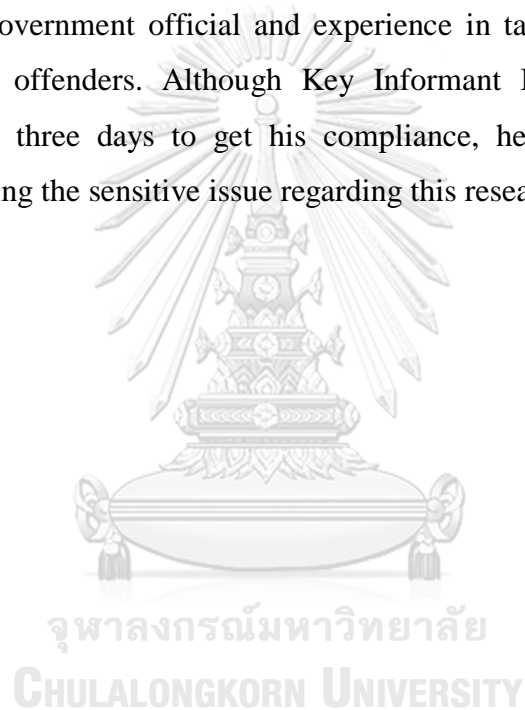 overnment official and experience in ta
offenders. Although Key Informant
three days to get his compliance, he
ing the sensitive issue regarding this resea
จุฬาลงกรณ์มหาวิทยาลัย
CHULALONGKORN UNIVERSITY